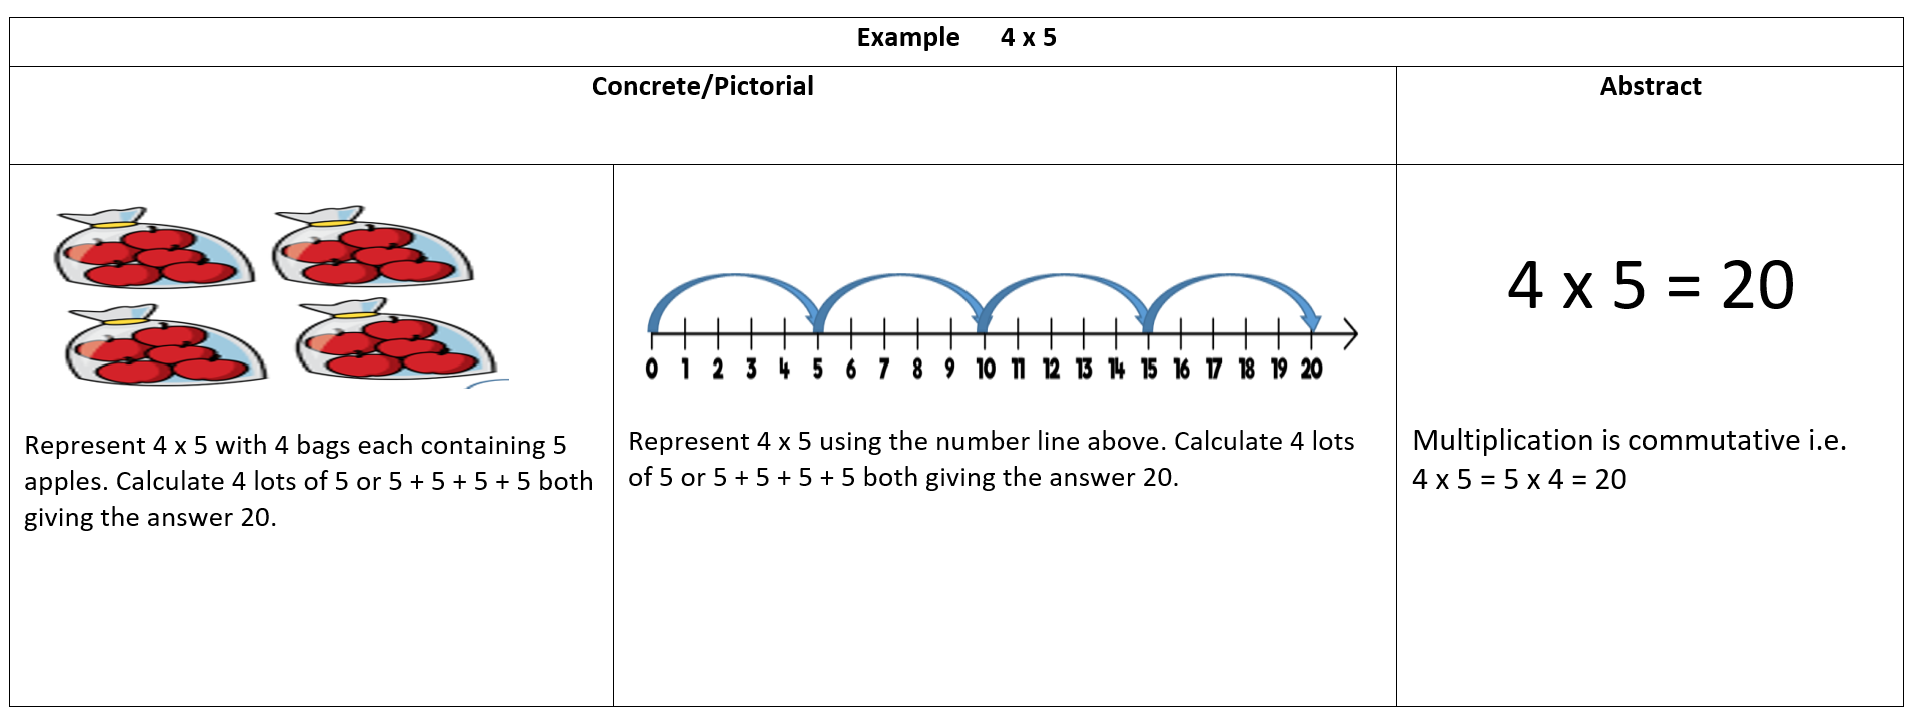 Example 4 x 5
Concrete/Pictorial
Abstract
Represent 4 x 5 with 4 bags each containing 5
apples. Calculate 4 lots of 5 or 5 + 5 + 5 + 5 both
giving the answer 20.
0 1 2 3 4 5 6 7 8 9 10 11 12 13 14 15 16 17 18 19 20
Represent 4 x 5 using the number line above. Calculate 4 lots
of 5 or 5 + 5 + 5 + 5 both giving the answer 20.
4 x 5 = 20
Multiplication is commutative i.e.
4 x 5 = 5 x 4 = 20